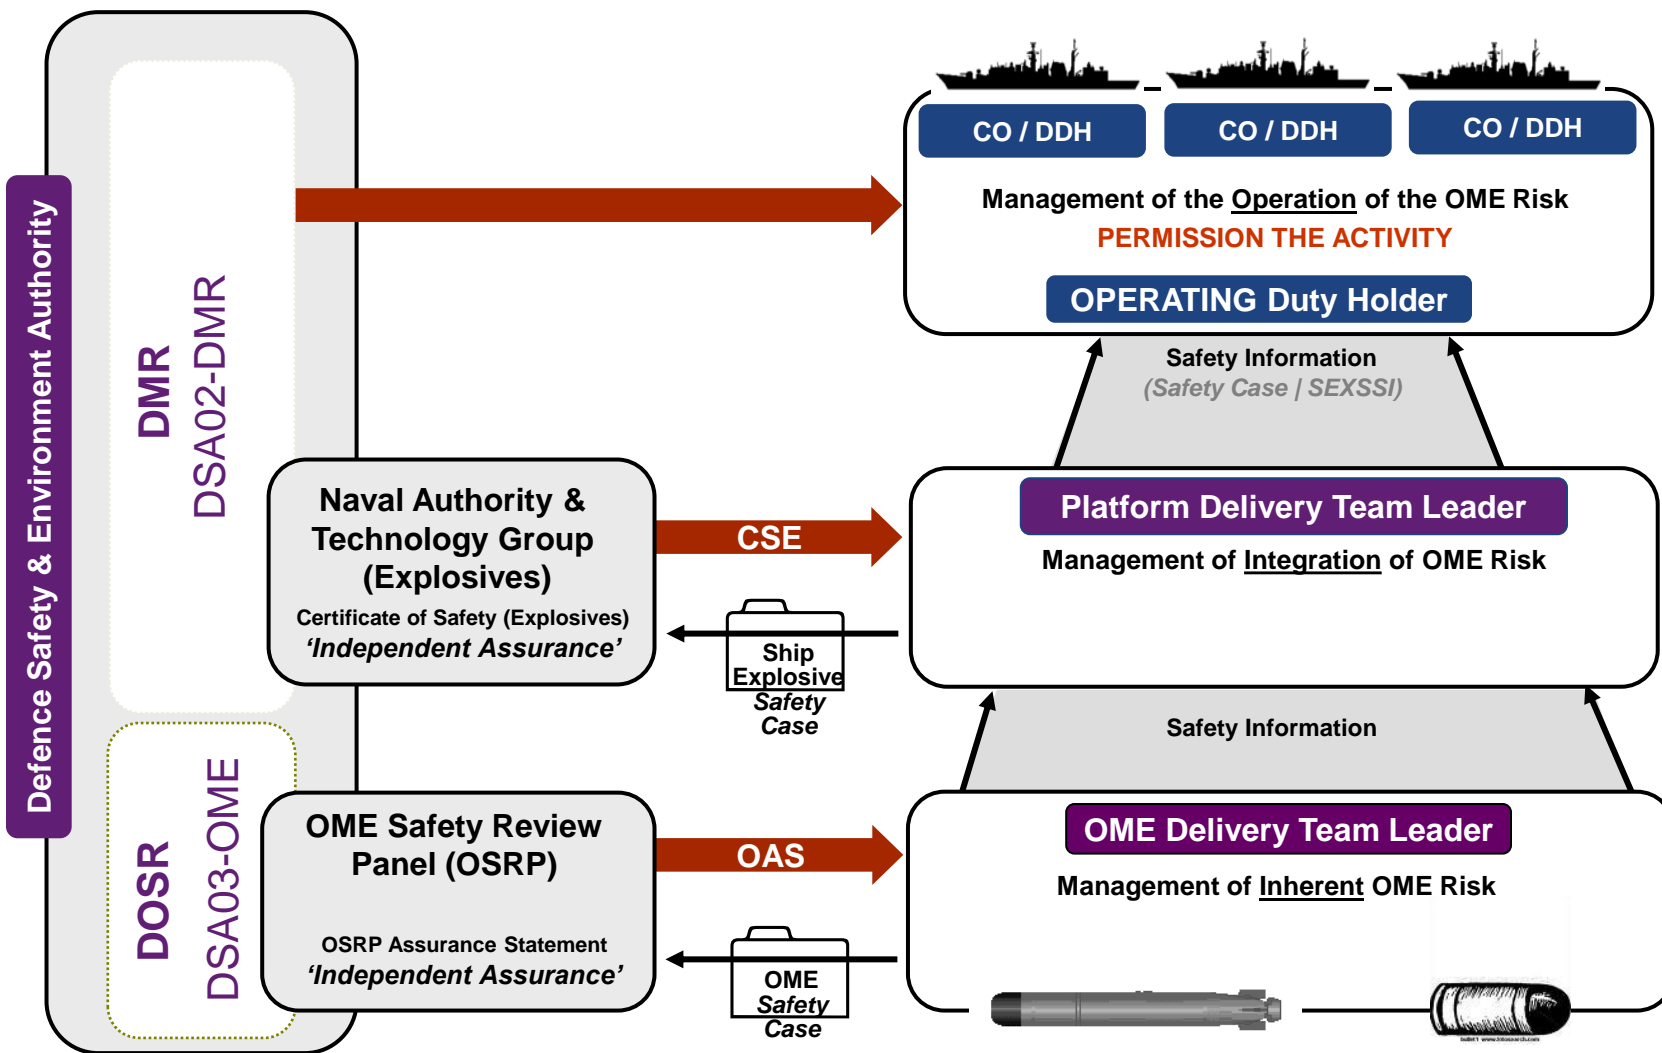 Defence Safety & Environment Authority
DMR
DSA02-DMR
DOSR
DSA03-OME
CO / DDH
CO / DDH
CO / DDH
Management of the Operation of the OME Risk
PERMISSION THE ACTIVITY
OPERATING Duty Holder
Safety Information
(Safety Case | SEXSSI)
Naval Authority &
Technology Group
(Explosives)
Certificate of Safety (Explosives)
‘Independent Assurance’
CSE
Ship
Explosive
Safety
Case
Platform Delivery Team Leader
Management of Integration of OME Risk
Safety Information
OME Safety Review
Panel (OSRP)
OSRP Assurance Statement
‘Independent Assurance’
OAS
OME
Safety
Case
OME Delivery Team Leader
Management of Inherent OME Risk
bullet1 www.fotosearch.com